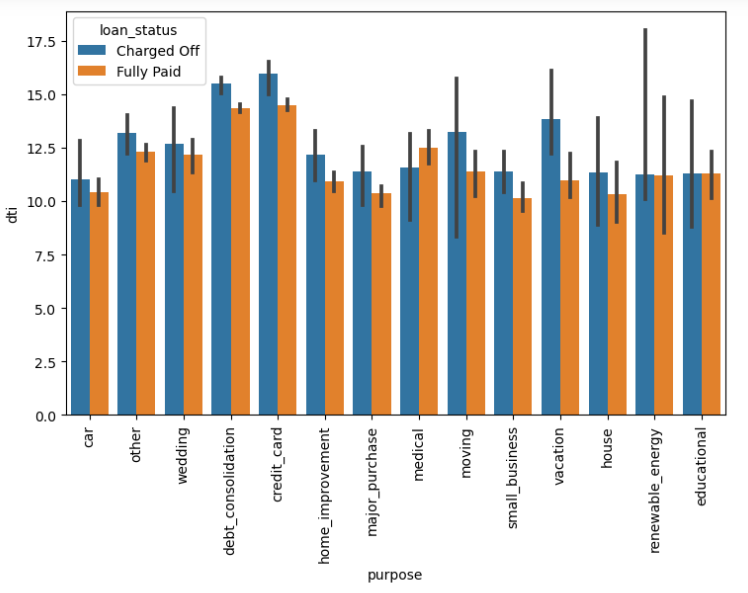 loan_status
Charged Off
Fully Paid
17.5
15.0
12.5
10.0
7.5
5.0
2.5
0.0
dti
car
other
wedding
debt_consolidation
credit_card
home_improvement
major_purchase
medical
moving
small_business
vacation
house
renewable_energy
educational
purpose